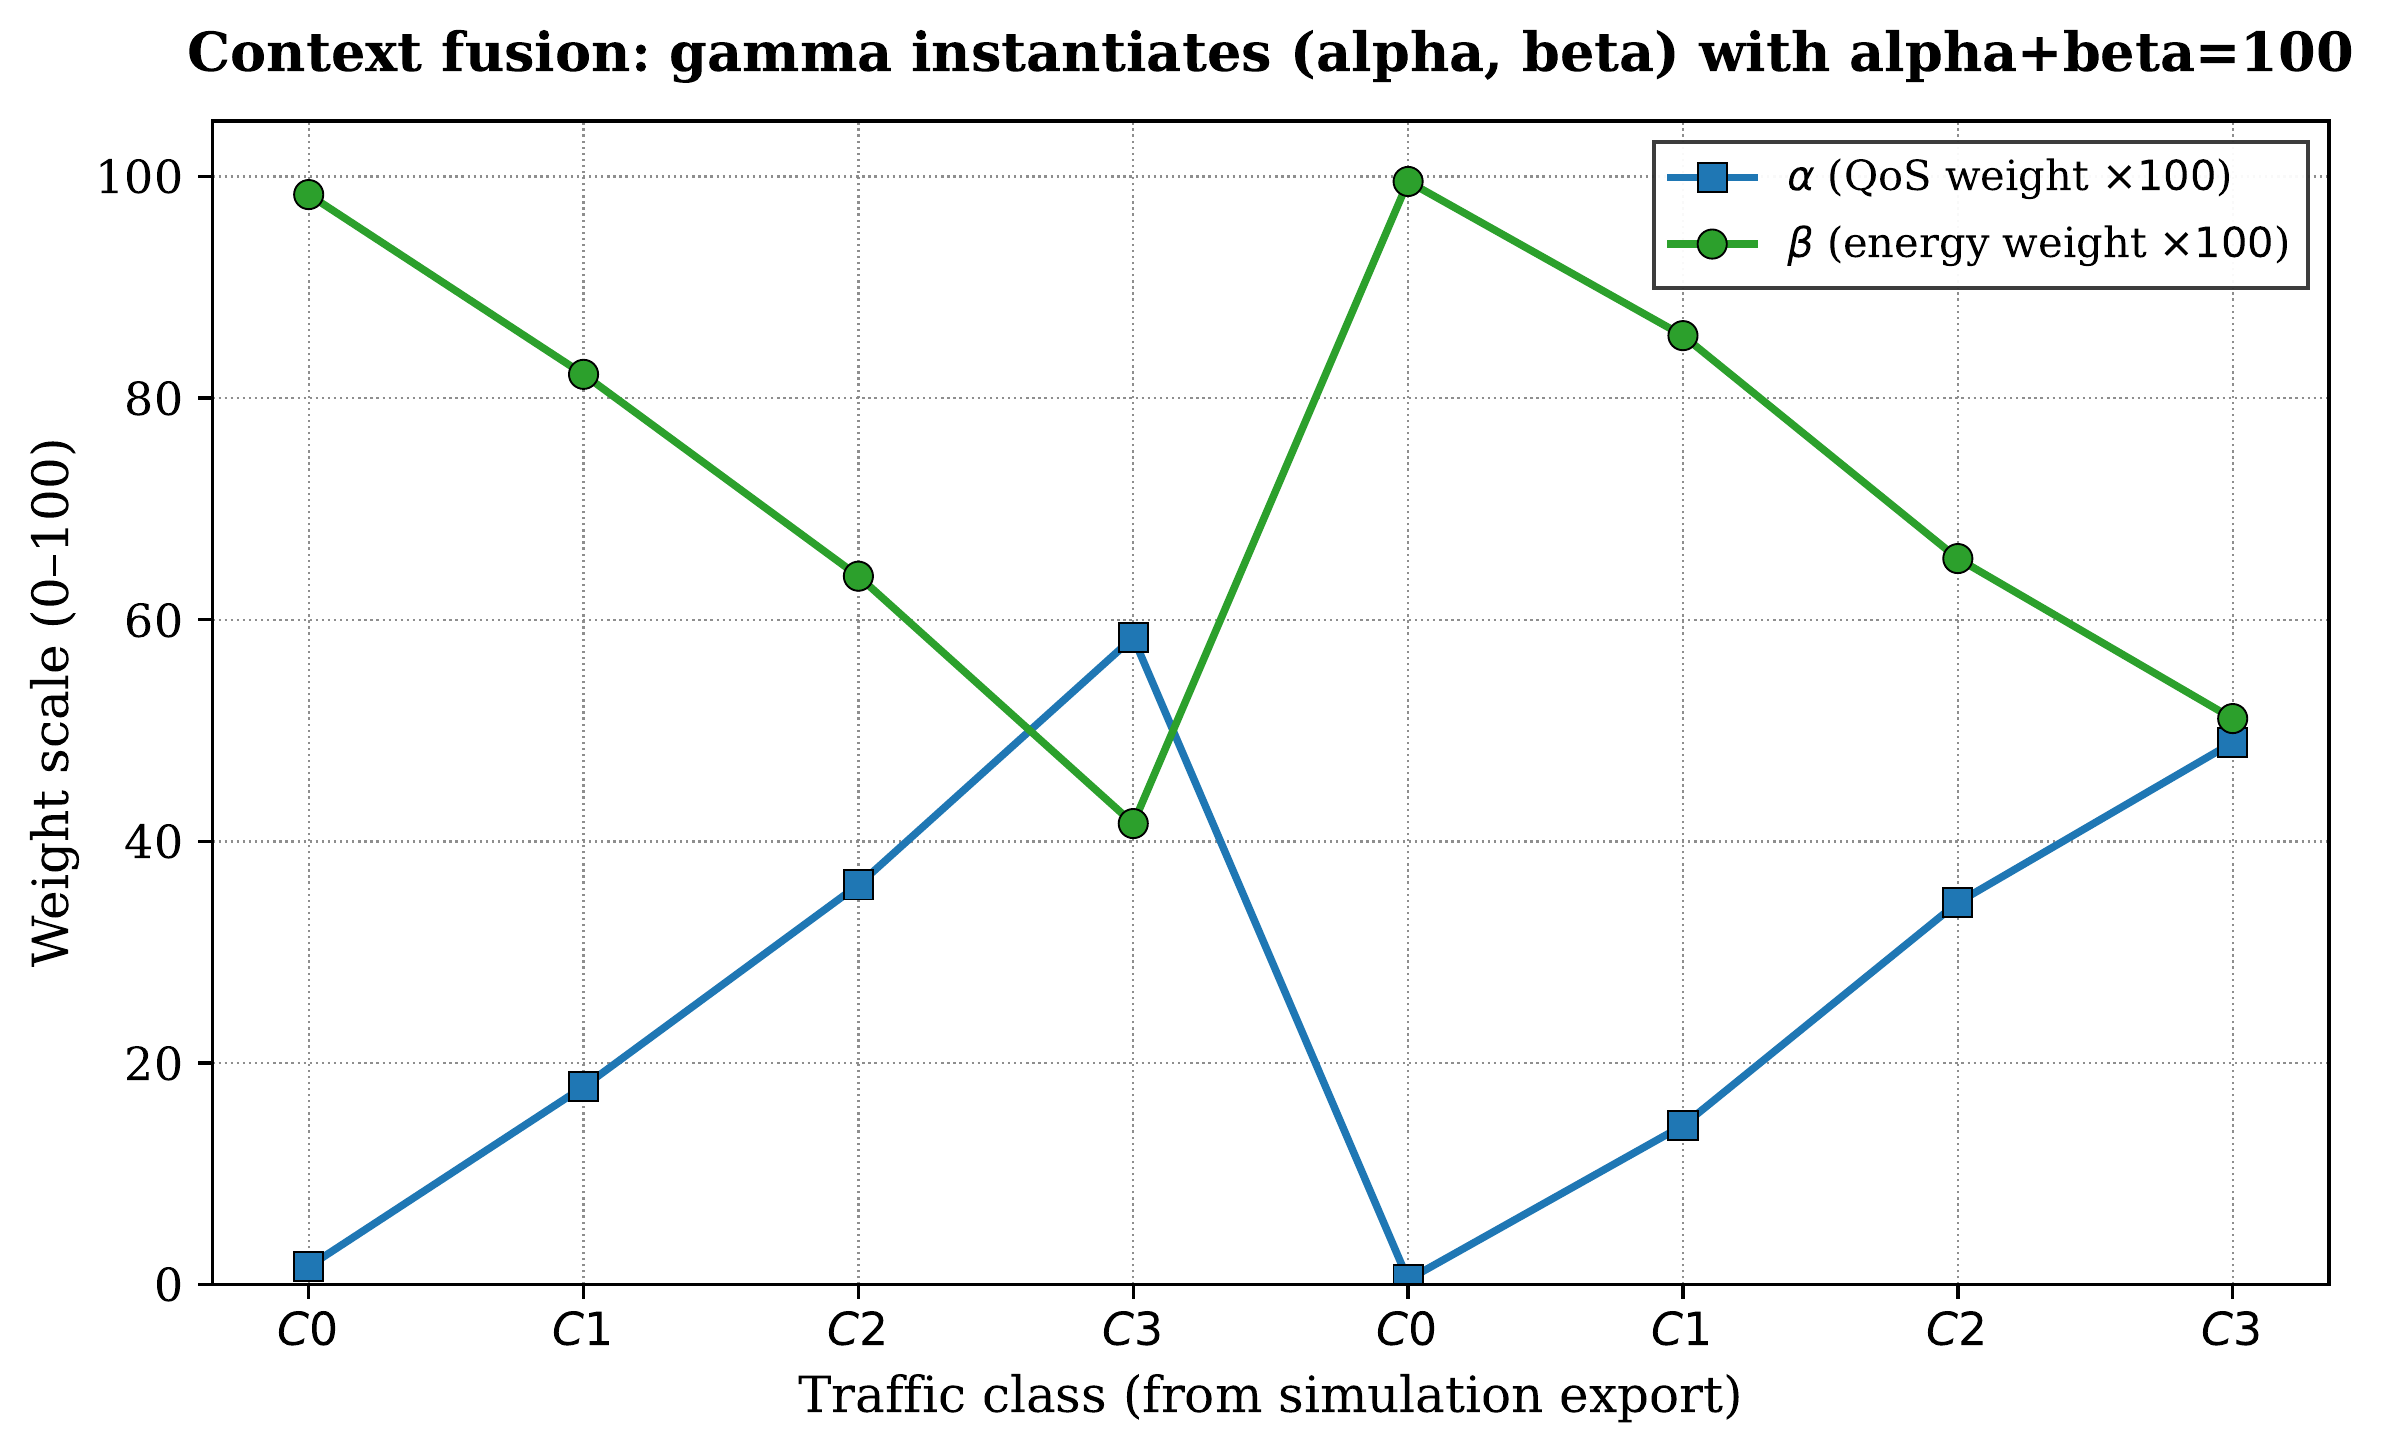 Context fusion: gamma instantiates (alpha, beta) with alpha+beta=100
α (QoS weight ×100)
β (energy weight ×100)
Weight scale (0–100)
100
80
60
40
20
0
C0 C1 C2 C3 C0 C1 C2 C3
Traffic class (from simulation export)